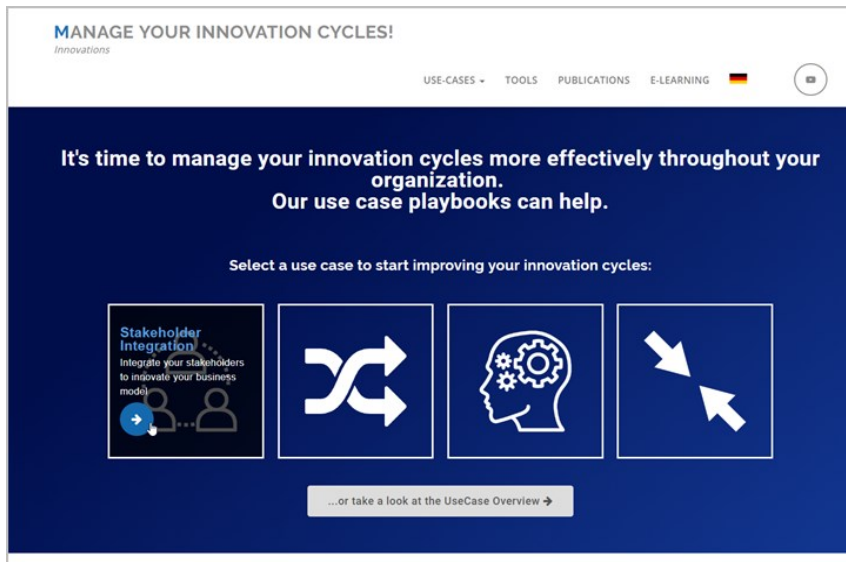 MANAGE YOUR INNOVATION CYCLES!
Innovations
USE-CASES TOOLS PUBLICATIONS E-LEARNING
It's time to manage your innovation cycles more effectively throughout your
organization.
Our use case playbooks can help.
Select a use case to start improving your innovation cycles:
Stakeholder
Integration
Integrate your stakeholders
to innovate your business
model
...or take a look at the UseCase Overview